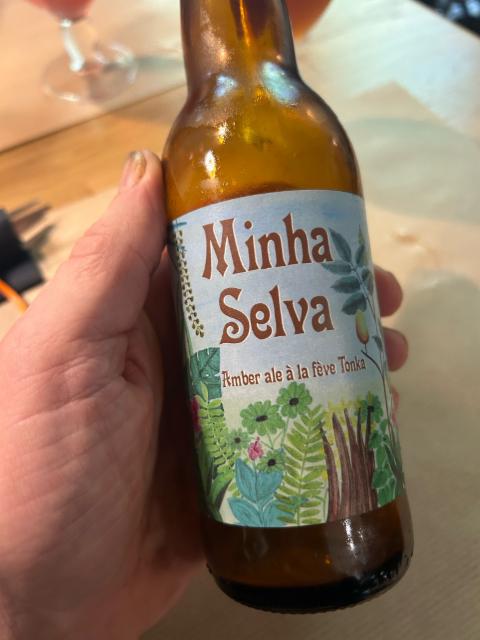 Minha
Selva
Amber ale à la fève Tonka